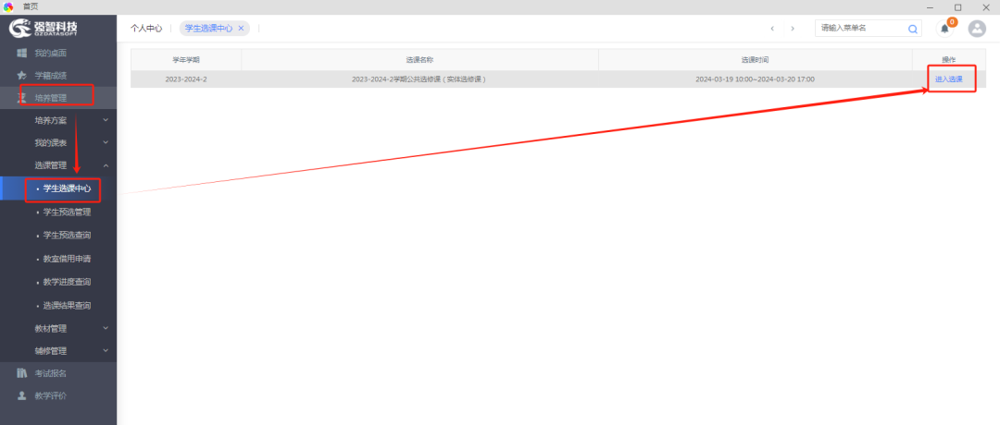 首页
强智科技
QZDATASOFT
个人中心
学生选课中心 ×
请输入菜单名
0
我的桌面
学籍成绩
培养管理
培养方案
我的课表
选课管理
学生选课中心
学生预选管理
学生预选查询
教室借用申请
教学进度查询
选课结果查询
教材管理
辅修管理
考试报名
教学评价
学年学期 选课名称 选课时间 操作
2023-2024-2 2023-2024-2学期公共选修课（实体选修课） 2024-03-19 10:00~2024-03-20 17:00 进入选课